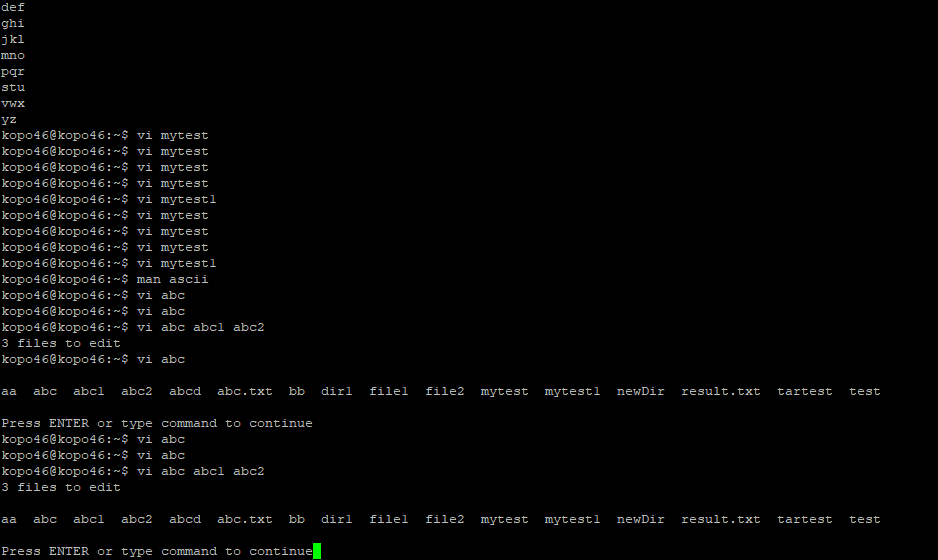 def
ghi
jkl
mno
pqr
stu
vwx
yz
kopo46@kopo46:~$ vi mytest
kopo46@kopo46:~$ vi mytest
kopo46@kopo46:~$ vi mytest
kopo46@kopo46:~$ vi mytest
kopo46@kopo46:~$ vi mytest1
kopo46@kopo46:~$ vi mytest
kopo46@kopo46:~$ vi mytest
kopo46@kopo46:~$ vi mytest
kopo46@kopo46:~$ vi mytest1
kopo46@kopo46:~$ man ascii
kopo46@kopo46:~$ vi abc
kopo46@kopo46:~$ vi abc
kopo46@kopo46:~$ vi abc abc1 abc2
3 files to edit
kopo46@kopo46:~$ vi abc
aa  abc  abc1  abc2  abcd  abc.txt  bb  dir1  file1  file2  mytest  mytest1  newDir  result.txt  tartest  test
Press ENTER or type command to continue
kopo46@kopo46:~$ vi abc
kopo46@kopo46:~$ vi abc
kopo46@kopo46:~$ vi abc abc1 abc2
3 files to edit
aa  abc  abc1  abc2  abcd  abc.txt  bb  dir1  file1  file2  mytest  mytest1  newDir  result.txt  tartest  test
Press ENTER or type command to continue